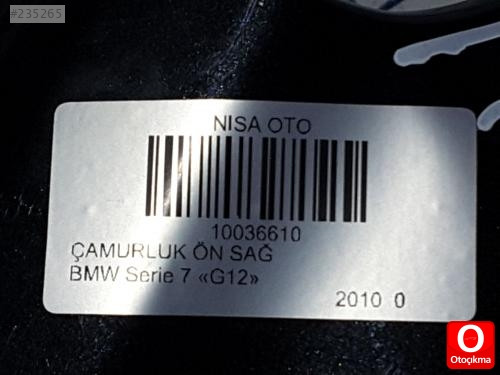 #235265
NISA OTO
10036610
ÇAMURLUK ÖN SAĞ
BMW Serie 7 «G12»
2010 0
O
Otoçıkma